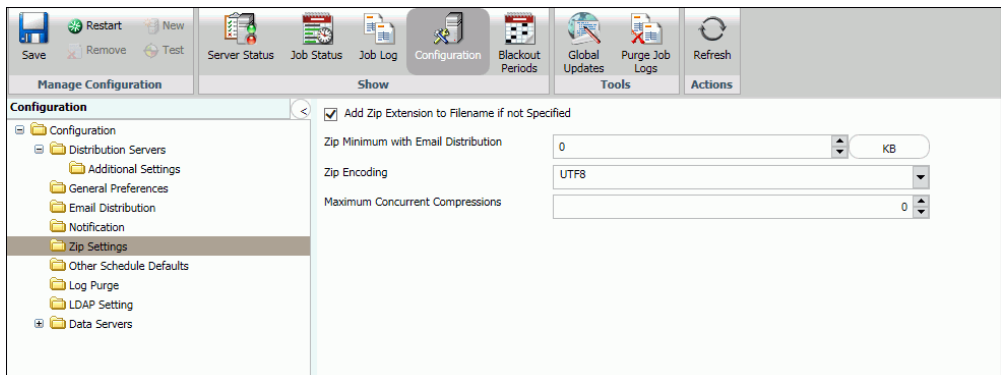 Save
Restart
New
Remove
Test
Manage Configuration
Server Status
Job Status
Job Log
Configuration
Blackout
Periods
Show
Global
Updates
Purge Job
Logs
Tools
Refresh
Actions
Configuration
Configuration
Distribution Servers
Additional Settings
General Preferences
Email Distribution
Notification
Zip Settings
Other Schedule Defaults
Log Purge
LDAP Setting
Data Servers
Add Zip Extension to Filename if not Specified
Zip Minimum with Email Distribution 0 KB
Zip Encoding UTF8
Maximum Concurrent Compressions 0